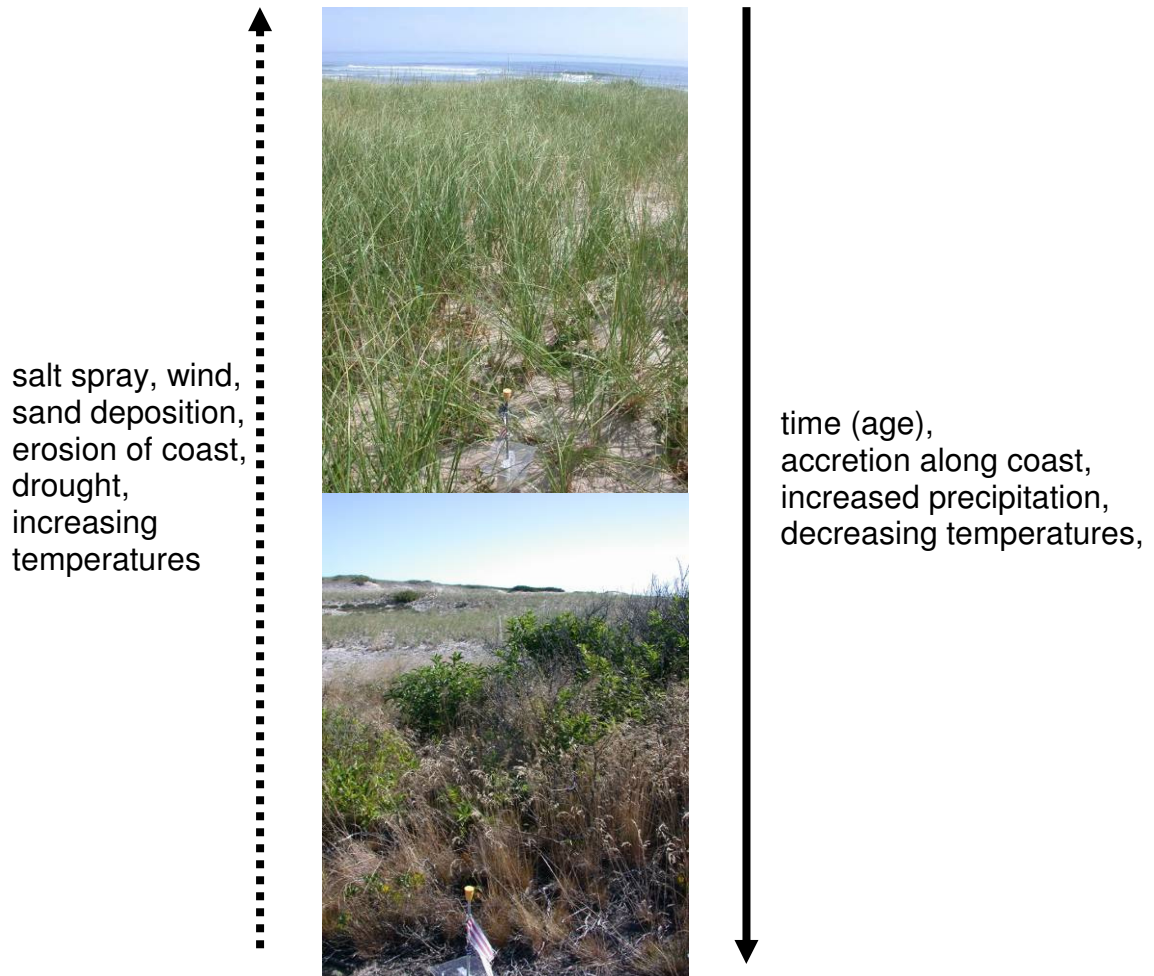 salt spray, wind,
sand deposition,
erosion of coast,
drought,
increasing
temperatures
time (age),
accretion along coast,
increased precipitation,
decreasing temperatures,